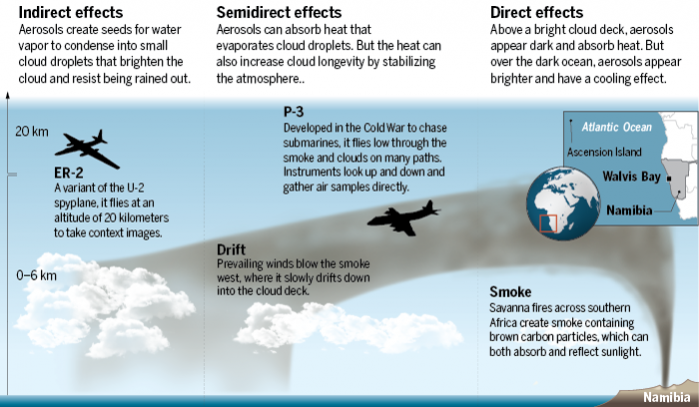 Indirect effects
Aerosols create seeds for water
vapor to condense into small
cloud droplets that brighten the
cloud and resist being rained out.
Semidirect effects
Aerosols can absorb heat that
evaporates cloud droplets. But the heat can
also increase cloud longevity by stabilizing
the atmosphere..
Direct effects
Above a bright cloud deck, aerosols
appear dark and absorb heat. But
over the dark ocean, aerosols appear
brighter and have a cooling effect.
20 km
ER-2
A variant of the U-2
spyplane, it flies at an
altitude of 20 kilometers
to take context images.
0–6 km
P-3
Developed in the Cold War to chase
submarines, it flies low through the
smoke and clouds on many paths.
Instruments look up and down and
gather air samples directly.
Drift
Prevailing winds blow the smoke
west, where it slowly drifts down
into the cloud deck.
Atlantic Ocean
Ascension Island
Walvis Bay
Namibia
Smoke
Savanna fires across southern
Africa create smoke containing
brown carbon particles, which can
both absorb and reflect sunlight.
Namibia